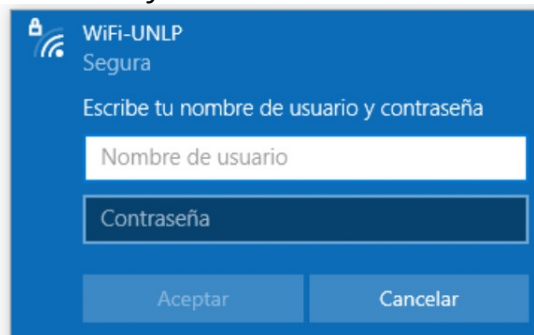 WiFi-UNLP
Segura
Escribe tu nombre de usuario y contraseña
Nombre de usuario
Contraseña
Aceptar Cancelar